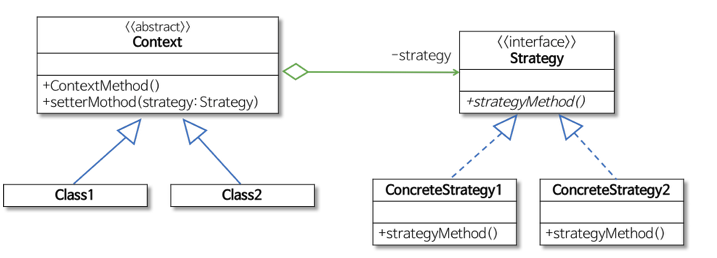 <<abstract>>
Context
+ContextMethod()
+setterMothod(strategy: Strategy)
-strategy
<<interface>>
Strategy
+strategyMethod()
Class1
Class2
ConcreteStrategy1
+strategyMethod()
ConcreteStrategy2
+strategyMethod()